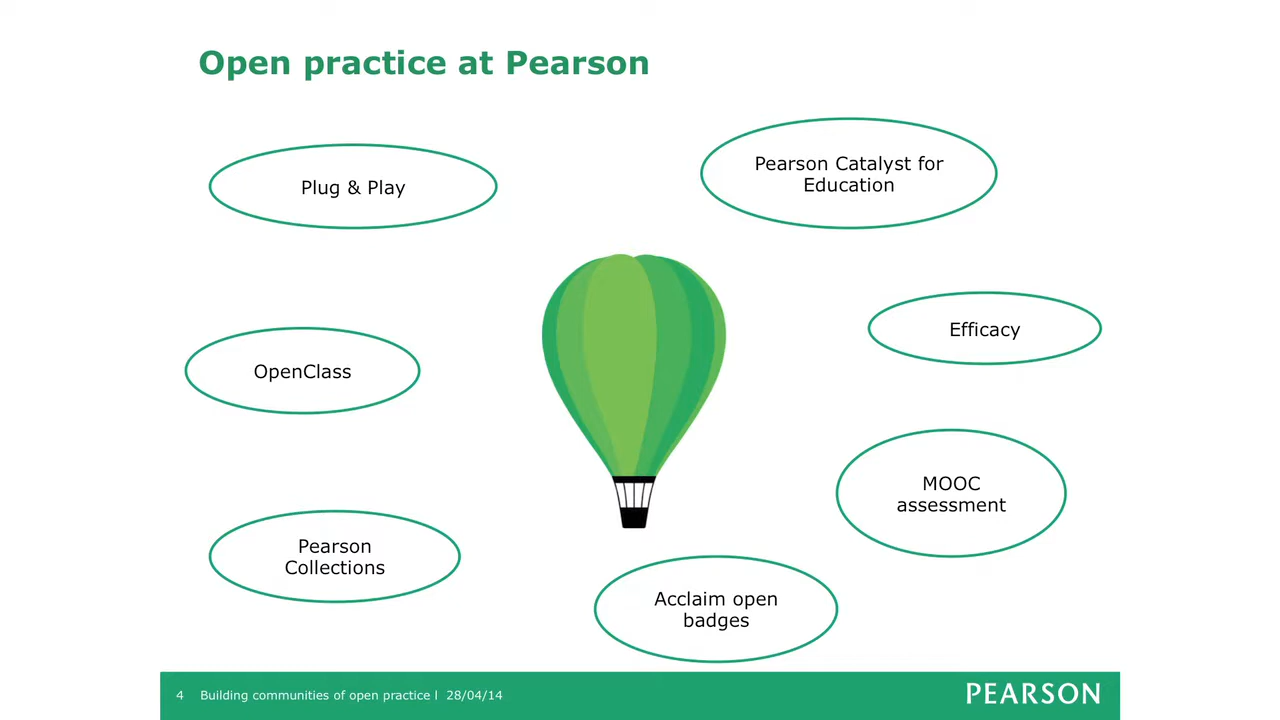 Open practice at Pearson
Plug & Play
Pearson Catalyst for
Education
Efficacy
OpenClass
MOOC
assessment
Pearson
Collections
Acclaim open
badges
4 Building communities of open practice l 28/04/14
PEARSON